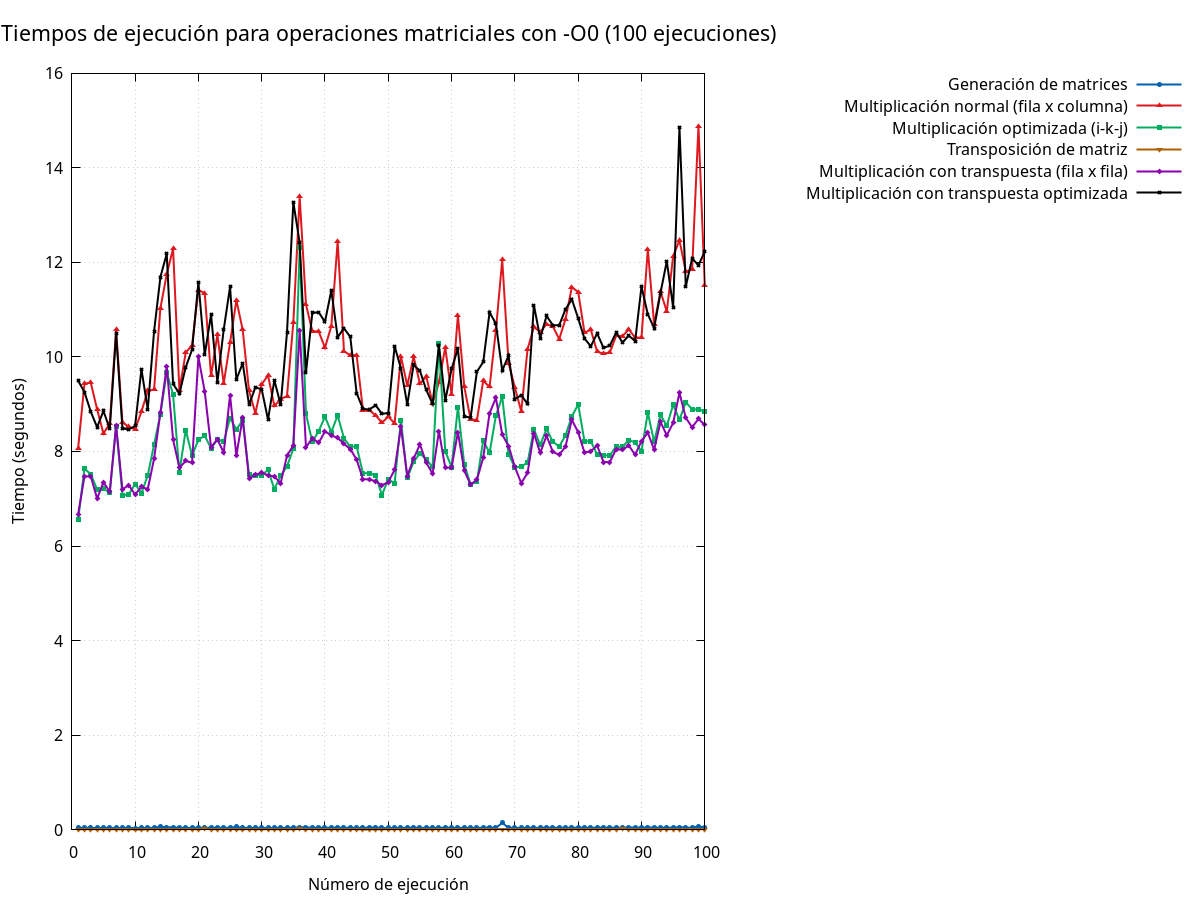 Tiempos de ejecución para operaciones matriciales con -O0 (100 ejecuciones)
Generación de matrices
Multiplicación normal (fila x columna)
Multiplicación optimizada (i-k-j)
Transposición de matriz
Multiplicación con transpuesta (fila x fila)
Multiplicación con transpuesta optimizada
Tiempo (segundos)
16
14
12
10
8
6
4
2
0
0 10 20 30 40 50 60 70 80 90 100
Número de ejecución